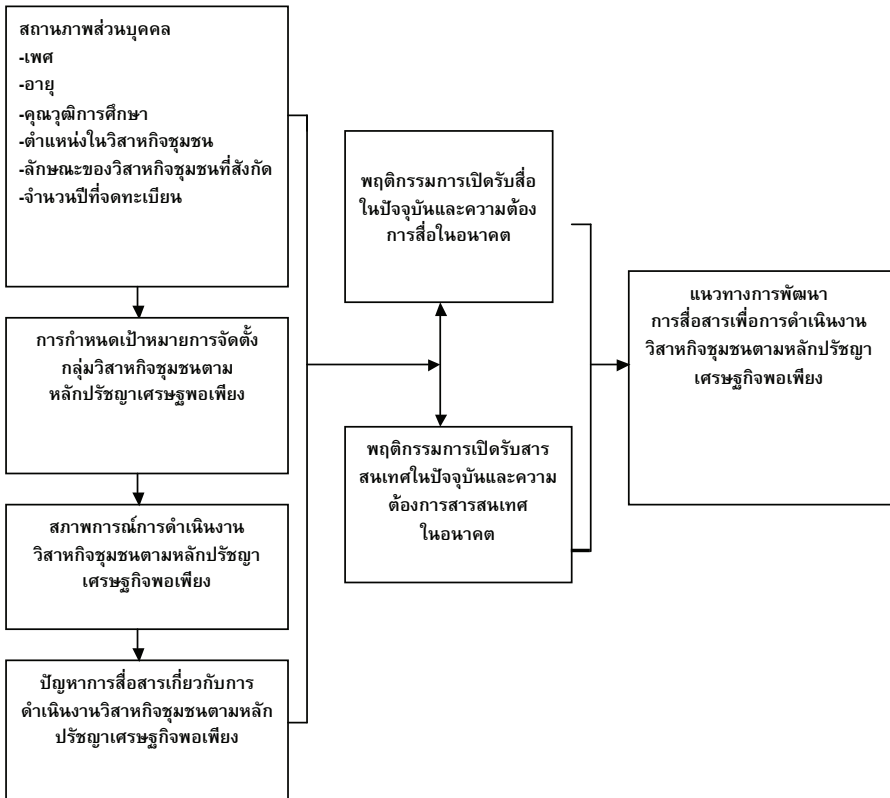 สถานภาพส่วนบุคคล
-เพศ
-อายุ
-คุณวุฒิการศึกษา
-ตำแหน่งในวิสาหกิจชุมชน
-ลักษณะของวิสาหกิจชุมชนที่สังกัด
-จำนวนปีที่จดทะเบียน
การกำหนดเป้าหมายการจัดตั้ง
กลุ่มวิสาหกิจชุมชนตาม
หลักปรัชญาเศรษฐพอเพียง
สภาพการณ์การดำเนินงาน
วิสาหกิจชุมชนตามหลักปรัชญา
เศรษฐกิจพอเพียง
ปัญหาการสื่อสารเกี่ยวกับการ
ดำเนินงานวิสาหกิจชุมชนตามหลัก
ปรัชญาเศรษฐกิจพอเพียง
พฤติกรรมการเปิดรับสื่อ
ในปัจจุบันและความต้อง
การสื่อในอนาคต
พฤติกรรมการเปิดรับสาร
สนเทศในปัจจุบันและความ
ต้องการสารสนเทศ
ในอนาคต
แนวทางการพัฒนา
การสื่อสารเพื่อการดำเนินงาน
วิสาหกิจชุมชนตามหลักปรัชญา
เศรษฐกิจพอเพียง